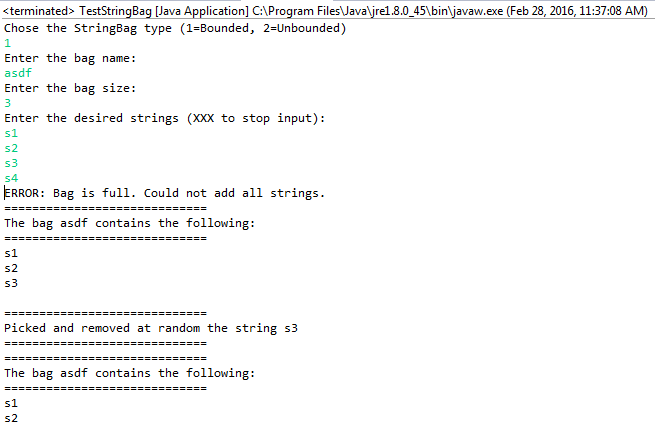 <terminated> TestStringBag [Java Application] C:\Program Files\Java\jre1.8.0_45\bin\javaw.exe (Feb 28, 2016, 11:37:08 AM)
Chose the StringBag type (1=Bounded, 2=Unbounded)
1
Enter the bag name:
asdf
Enter the bag size:
3
Enter the desired strings (XXX to stop input):
s1
s2
s3
s4
ERROR: Bag is full. Could not add all strings.
=============================
The bag asdf contains the following:
=============================
s1
s2
s3
=============================
Picked and removed at random the string s3
=============================
=============================
The bag asdf contains the following:
=============================
s1
s2